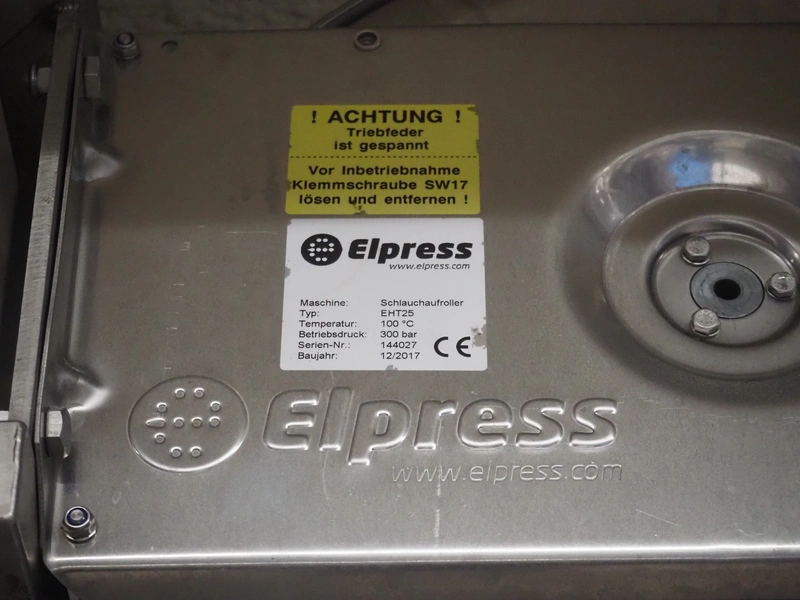 ! ACHTUNG !
Triebfeder
ist gespannt
Vor Inbetriebnahme
Klemmschraube SW17
lösen und entfernen !
Elpress
www.elpress.com
Maschine: Schlauchaufroller
Typ: EHT25
Temperatur: 100 °C
Betriebsdruck: 300 bar
Serien-Nr.: 144027
Baujahr: 12/2017
CE
Elpress
www.elpress.com